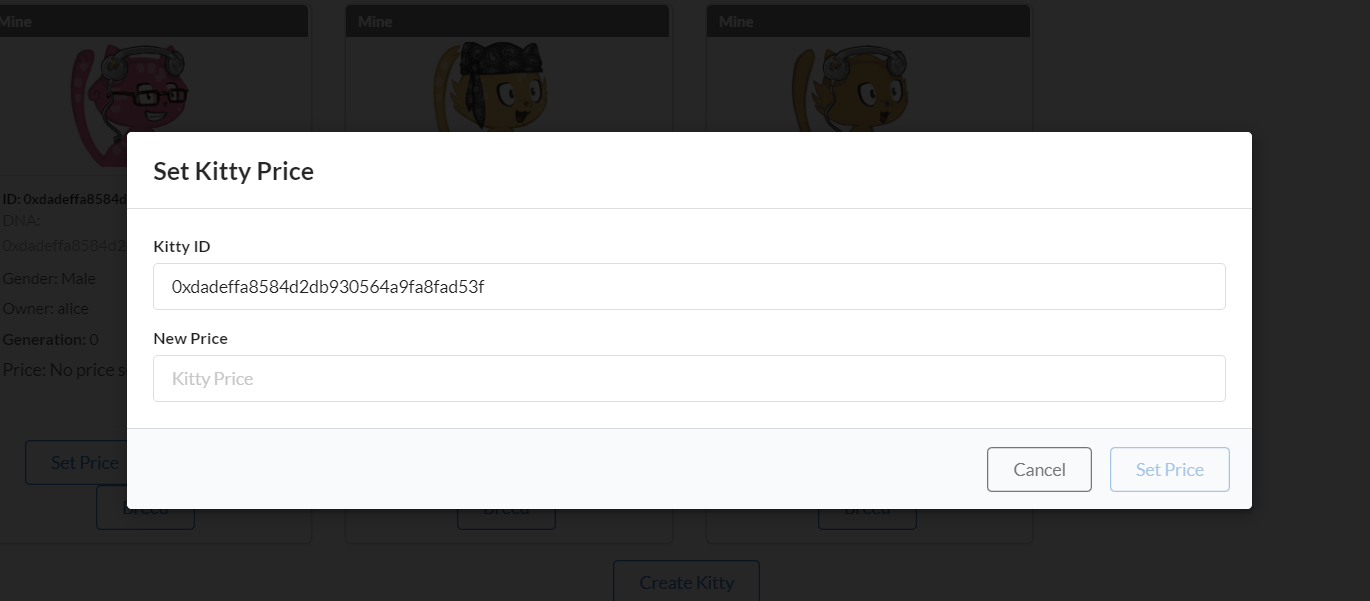 Mine
Mine
Mine
Set Kitty Price
ID: 0xdadeffa8584d
DNA:
0xdadeffa8584d2
Kitty ID
0xdadeffa8584d2db930564a9fa8fad53f
Gender: Male
Owner: alice
New Price
Generation: 0
Price: No price s
Kitty Price
Set Price
Cancel
Set Price
Breed
Breed
Breed
Create Kitty